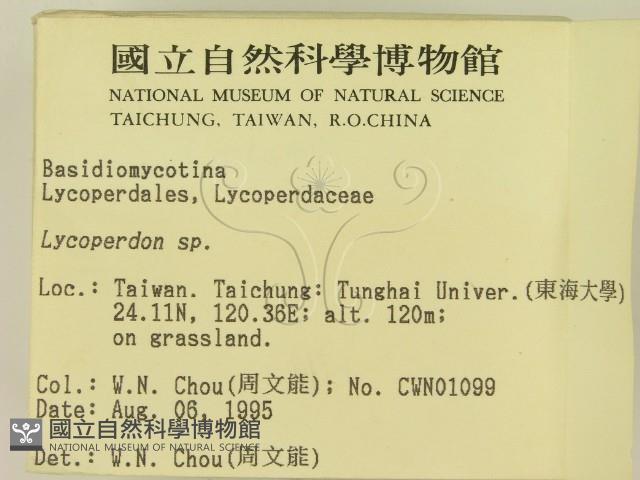 國立自然科學博物館
NATIONAL MUSEUM OF NATURAL SCIENCE
TAICHUNG, TAIWAN, R.O.CHINA
Basidiomycotina
Lycoperdales, Lycoperdaceae
Lycoperdon sp.
Loc.: Taiwan. Taichung: Tunghai Univer.(東海大學)
24.11N, 120.36E; alt. 120m;
on grassland.
Col.: W.N. Chou(周文能); No. CWN01099
Date: Aug. 06, 1995
國立自然科學博物館
NATIONAL MUSEUM OF NATURAL SCIENCE
Det.: W.N. Chou(周文能)